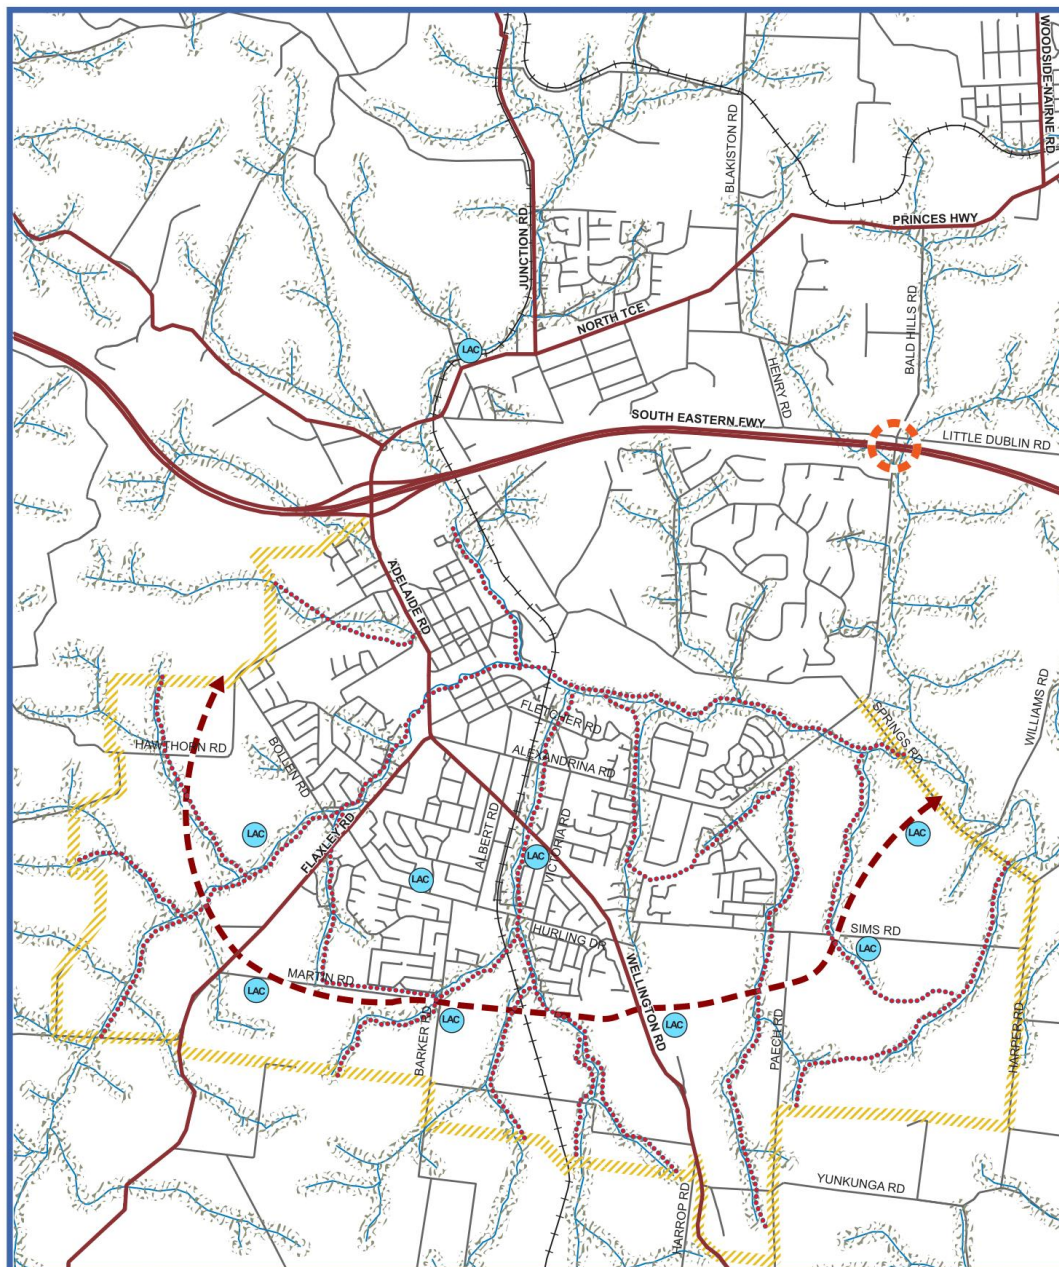 WOODSIDE-NAIRNE RD
BLAKISTON RD
PRINCES HWY
JUNCTION RD
NORTH TCE
BALD HILLS RD
LAC
HENRY RD
SOUTH EASTERN FWY
LITTLE DUBLIN RD
ADELAIDE RD
WILLIAMS RD
FLETCHER RD
SPRINGS RD
HAWTHORN RD
BOLLEN RD
ALEXANDRINA RD
ALBERT RD
VICTORIA RD
FLAXLEY RD
LAC
LAC
LAC
LAC
HURLING DR
SIMS RD
LAC
WELLINGTON RD
MARTIN RD
LAC
LAC
LAC
BARKER RD
PAECH RD
HARPER RD
YUNKUNGA RD
HARROP RD